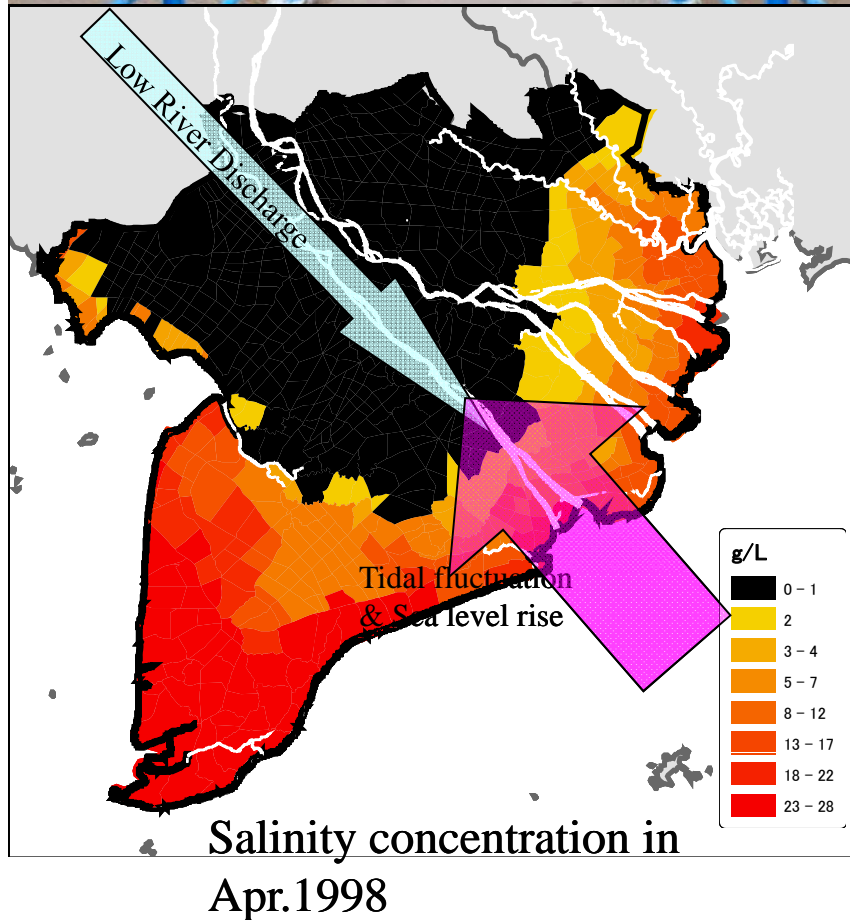 Low River Discharge
Tidal fluctuation
& Sea level rise
g/L
0 – 1
2
3 – 4
5 – 7
8 – 12
13 – 17
18 – 22
23 – 28
Salinity concentration in
Apr.1998